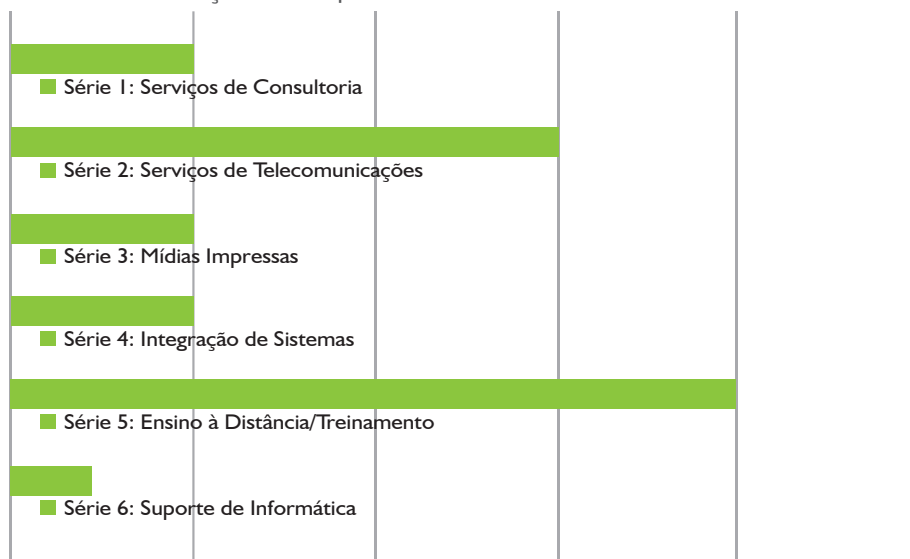 Série 1: Serviços de Consultoria
Série 2: Serviços de Telecomunicações
Série 3: Mídias Impressas
Série 4: Integração de Sistemas
Série 5: Ensino à Distância/Treinamento
Série 6: Suporte de Informática